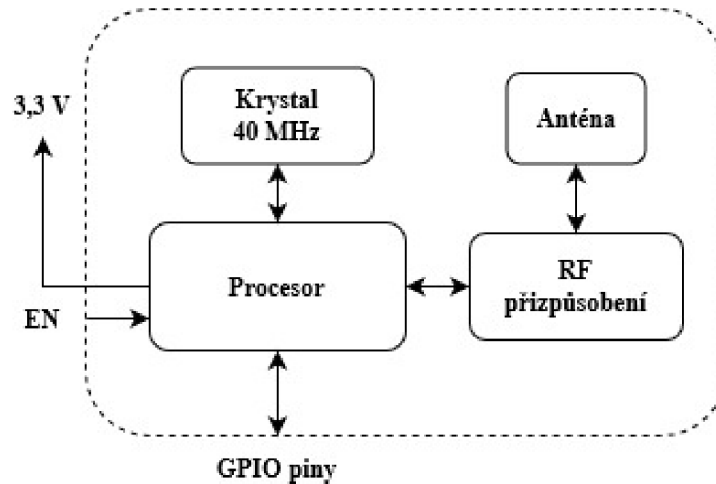 3,3 V
Krystal
40 MHz
Anténa
Procesor
RF
přizpůsobení
EN
GPIO piny